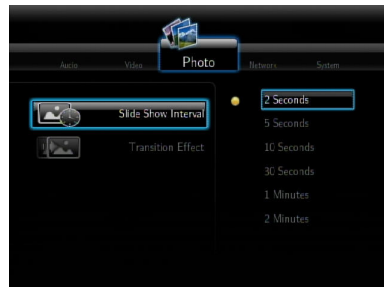 Audio Video Photo Network System
Slide Show Interval
Transition Effect
2 Seconds
5 Seconds
10 Seconds
30 Seconds
1 Minutes
2 Minutes